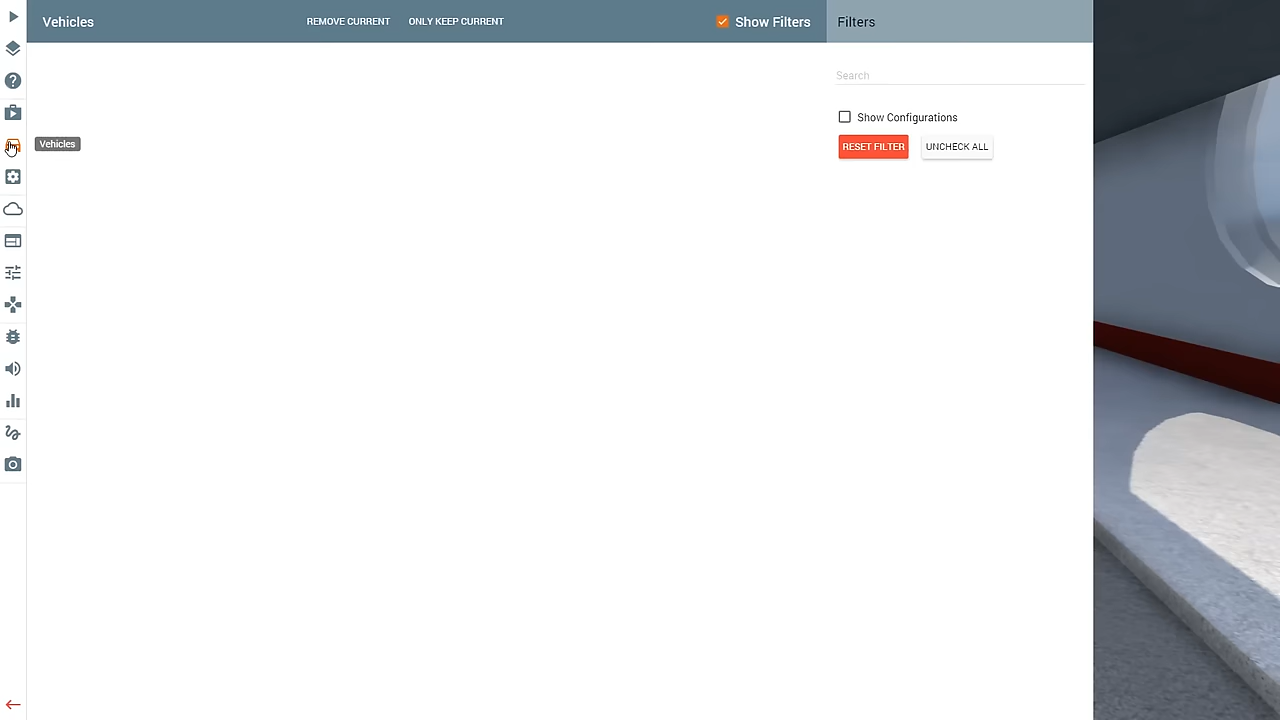 Vehicles
REMOVE CURRENT
ONLY KEEP CURRENT
Show Filters
Filters
Search
Show Configurations
Vehicles
RESET FILTER
UNCHECK ALL